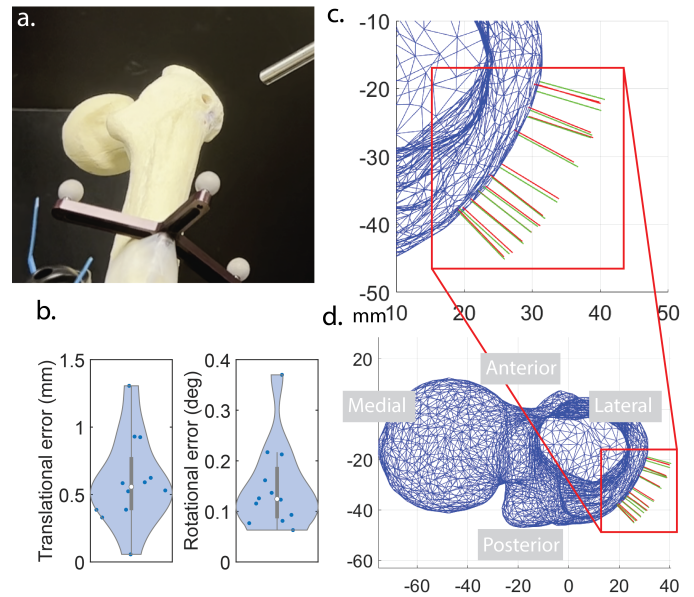 a.
c.
-10
-20
-30
-40
-50
10
20
30
40
50
mm
b.
Translational error (mm)
1.5
1
0.5
0
Rotational error (deg)
0.4
0.3
0.2
0.1
0
d.
20
0
-20
-40
-60
-60
-40
-20
0
20
40
Anterior
Medial
Lateral
Posterior